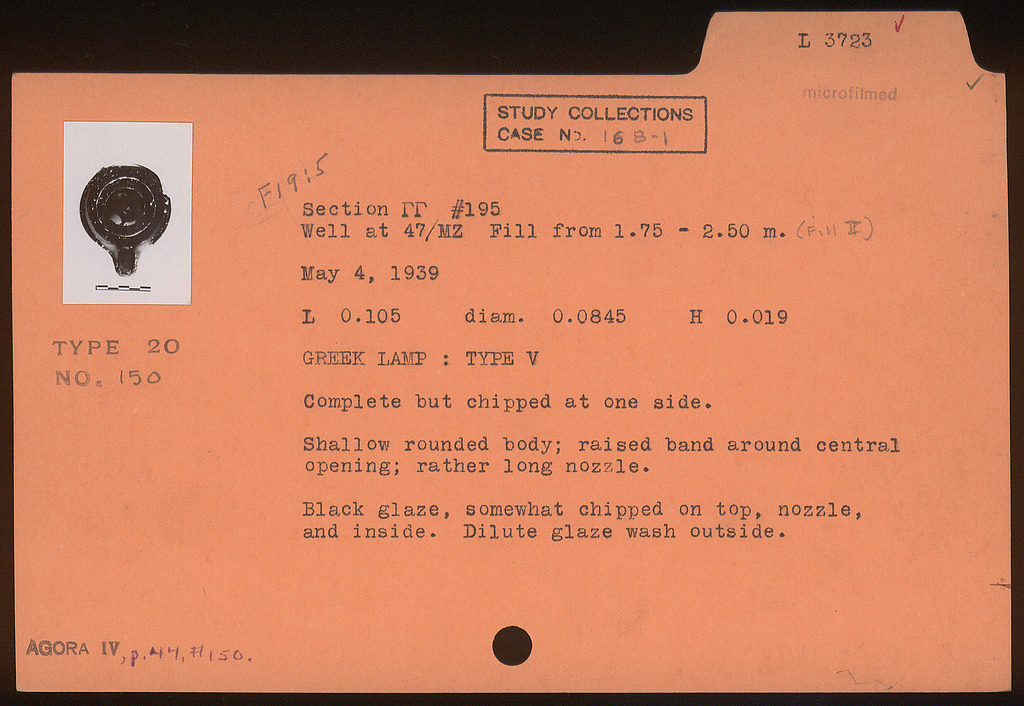 L 3723
microfilmed
STUDY COLLECTIONS
CASE No. 168-1
F19:5
Section ΓΓ #195
Well at 47/MZ Fill from 1.75 - 2.50 m. (Fill II)
May 4, 1939
L 0.105 diam. 0.0845 H 0.019
TYPE 20
NO. 150
GREEK LAMP : TYPE V
Complete but chipped at one side.
Shallow rounded body; raised band around central
opening; rather long nozzle.
Black glaze, somewhat chipped on top, nozzle,
and inside. Dilute glaze wash outside.
AGORA IV, p. 44, #150.